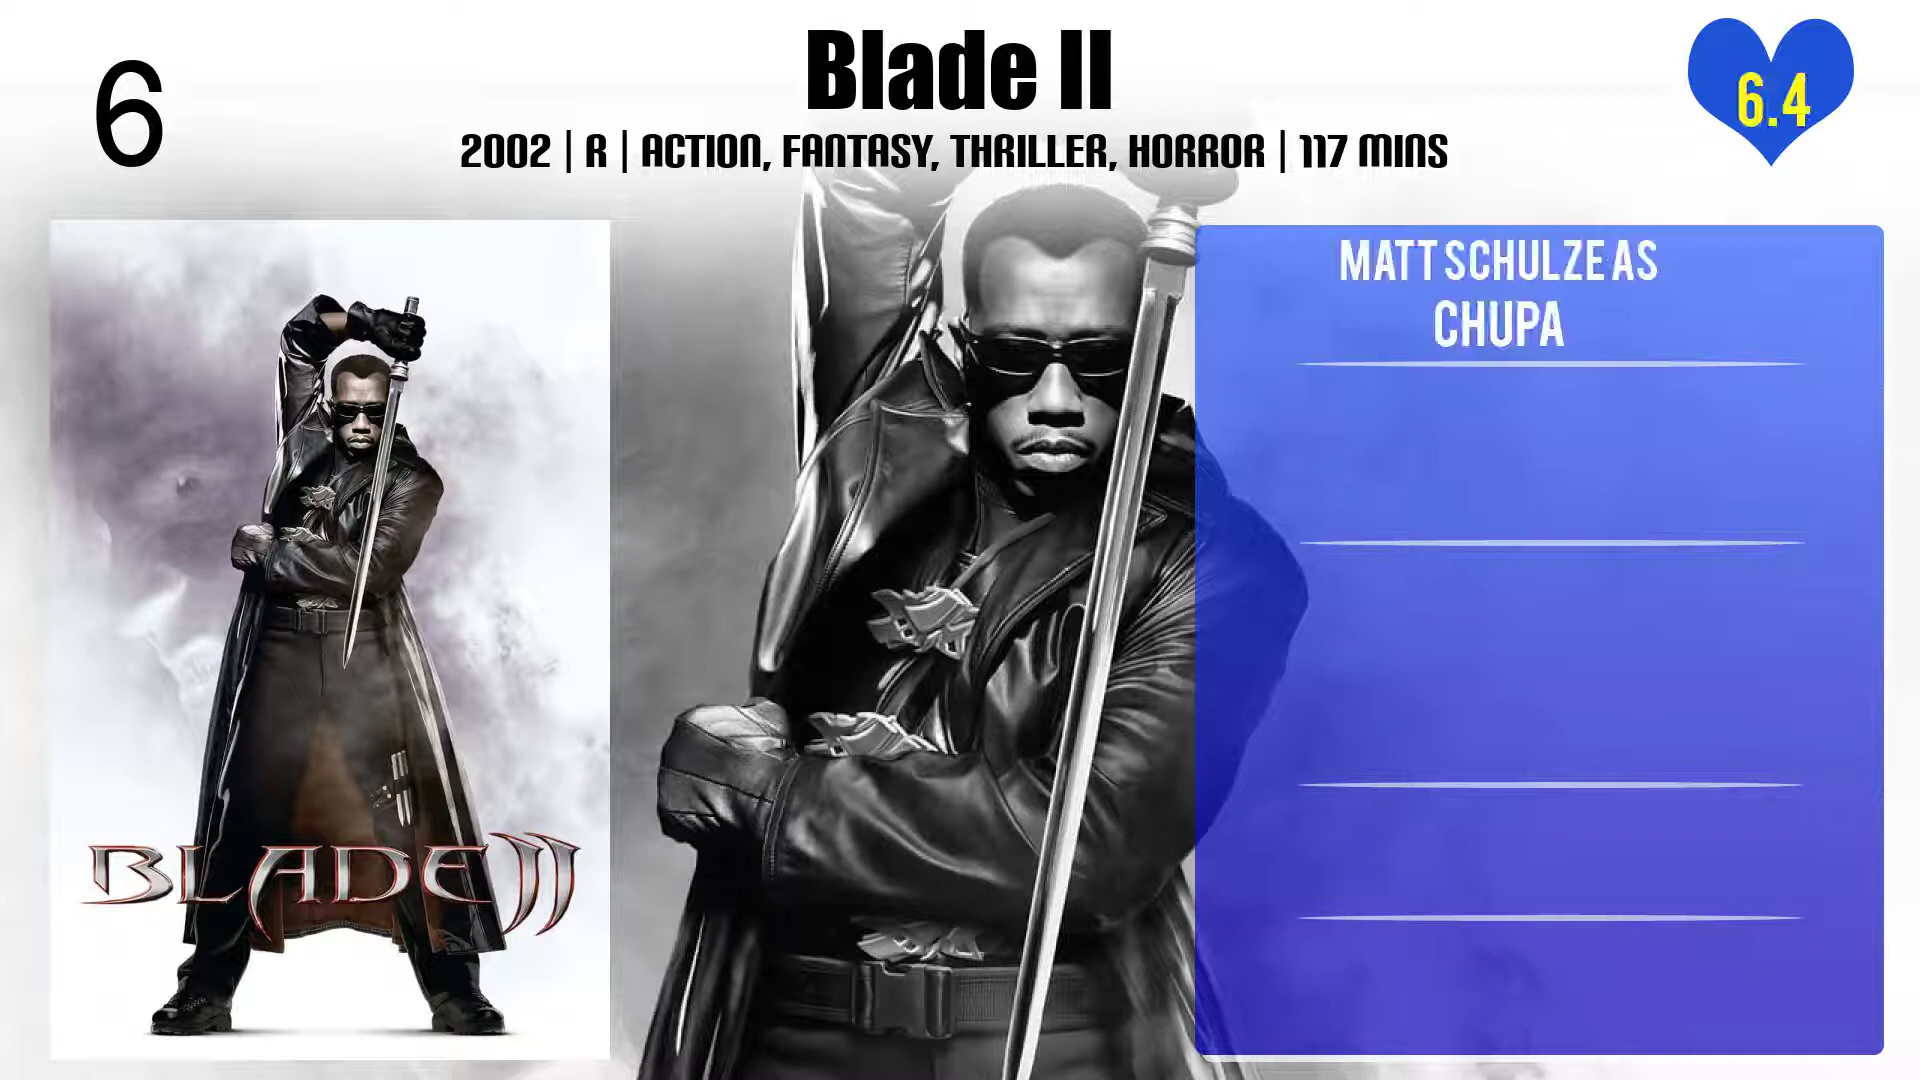 6
Blade II
2002 | R | ACTION, FANTASY, THRILLER, HORROR | 117 MINS
6.4
MATT SCHULZE AS
CHUPA
BLADE II